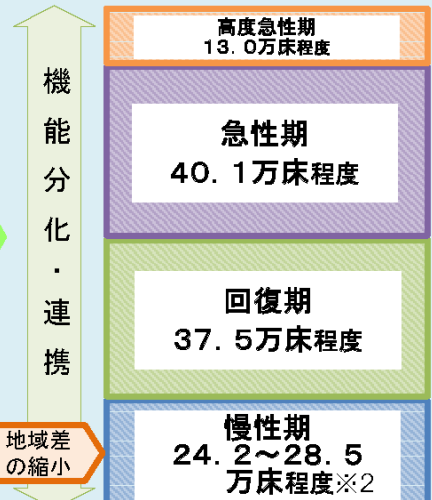 機能分化・連携
地域差
の縮小
高度急性期
13.0万床程度
急性期
40.1万床程度
回復期
37.5万床程度
慢性期
24.2～28.5
万床程度※2